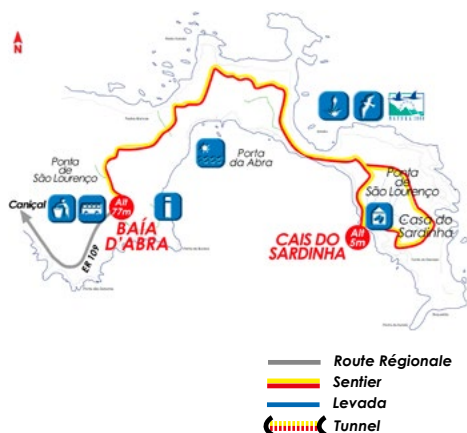 N
Porta
da Abra
Ponta
de
São Lourenço
Caniçal
ER 109
Alt
77m
BAÍA
D'ABRA
i
Ponta
de
São Lourenço
Casa do
Sardinha
CAIS DO
SARDINHA
Alt
5m
Route Régionale
Sentier
Levada
Tunnel